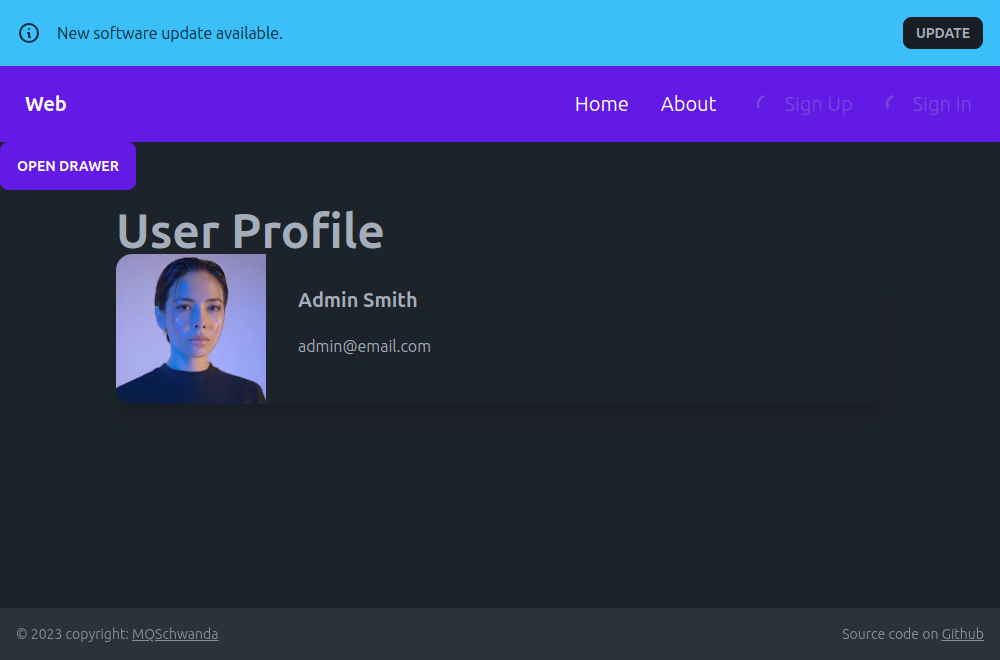 New software update available.
UPDATE
Web
Home
About
Sign Up
Sign In
OPEN DRAWER
User Profile
Admin Smith
admin@email.com
© 2023 copyright: MQSchwanda
Source code on Github